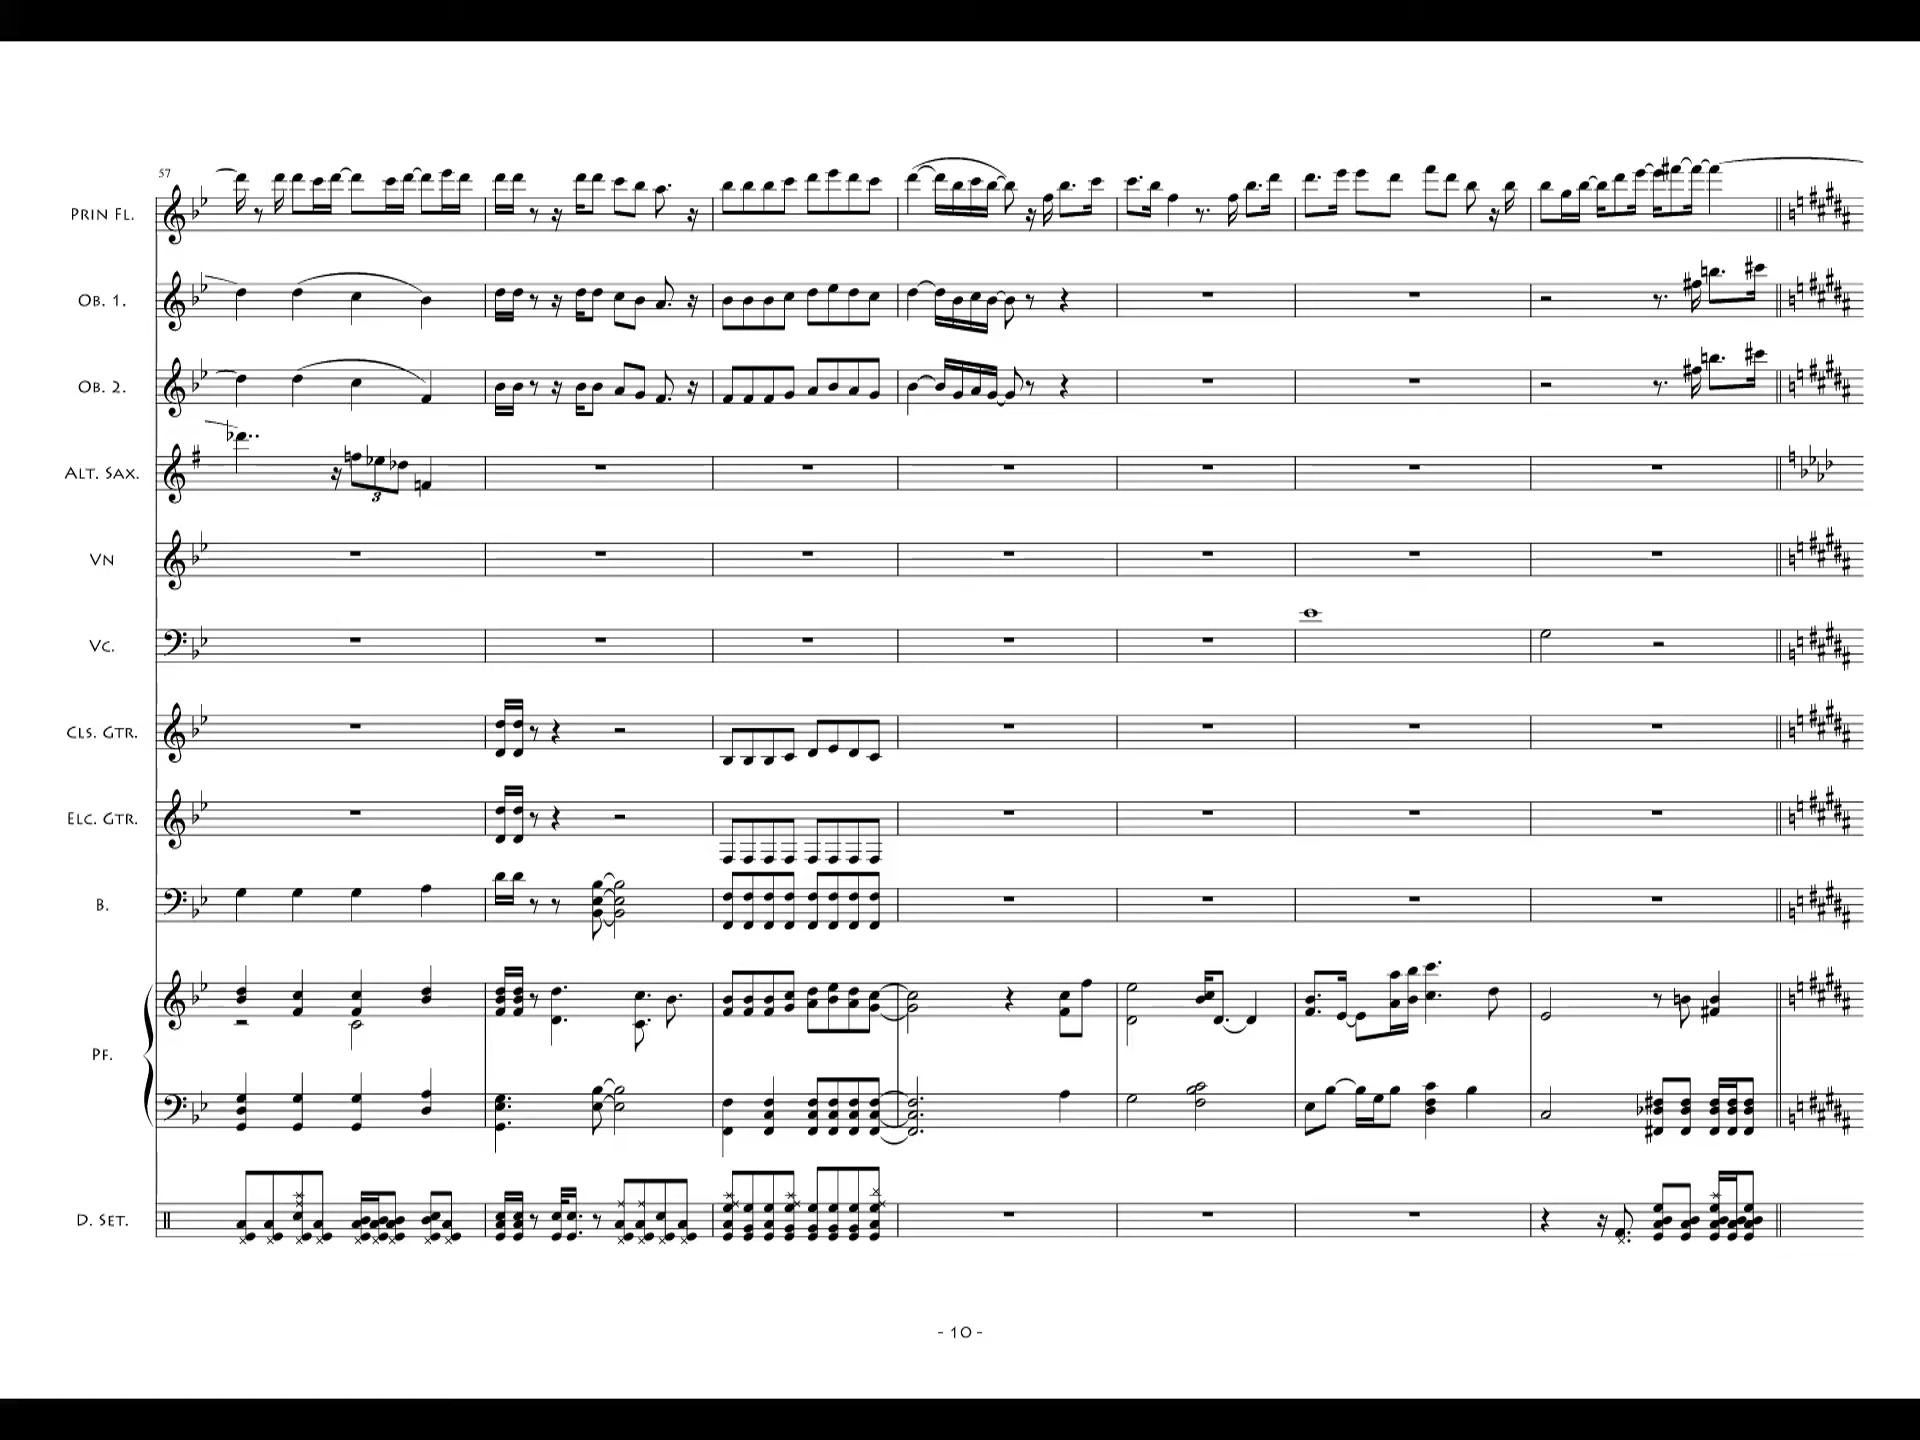 57
Prin Fl.
Ob. 1.
Ob. 2.
Alt. Sax.
3
Vn
Vc.
Cls. Gtr.
Elc. Gtr.
B.
Pf.
D. Set.
- 10 -